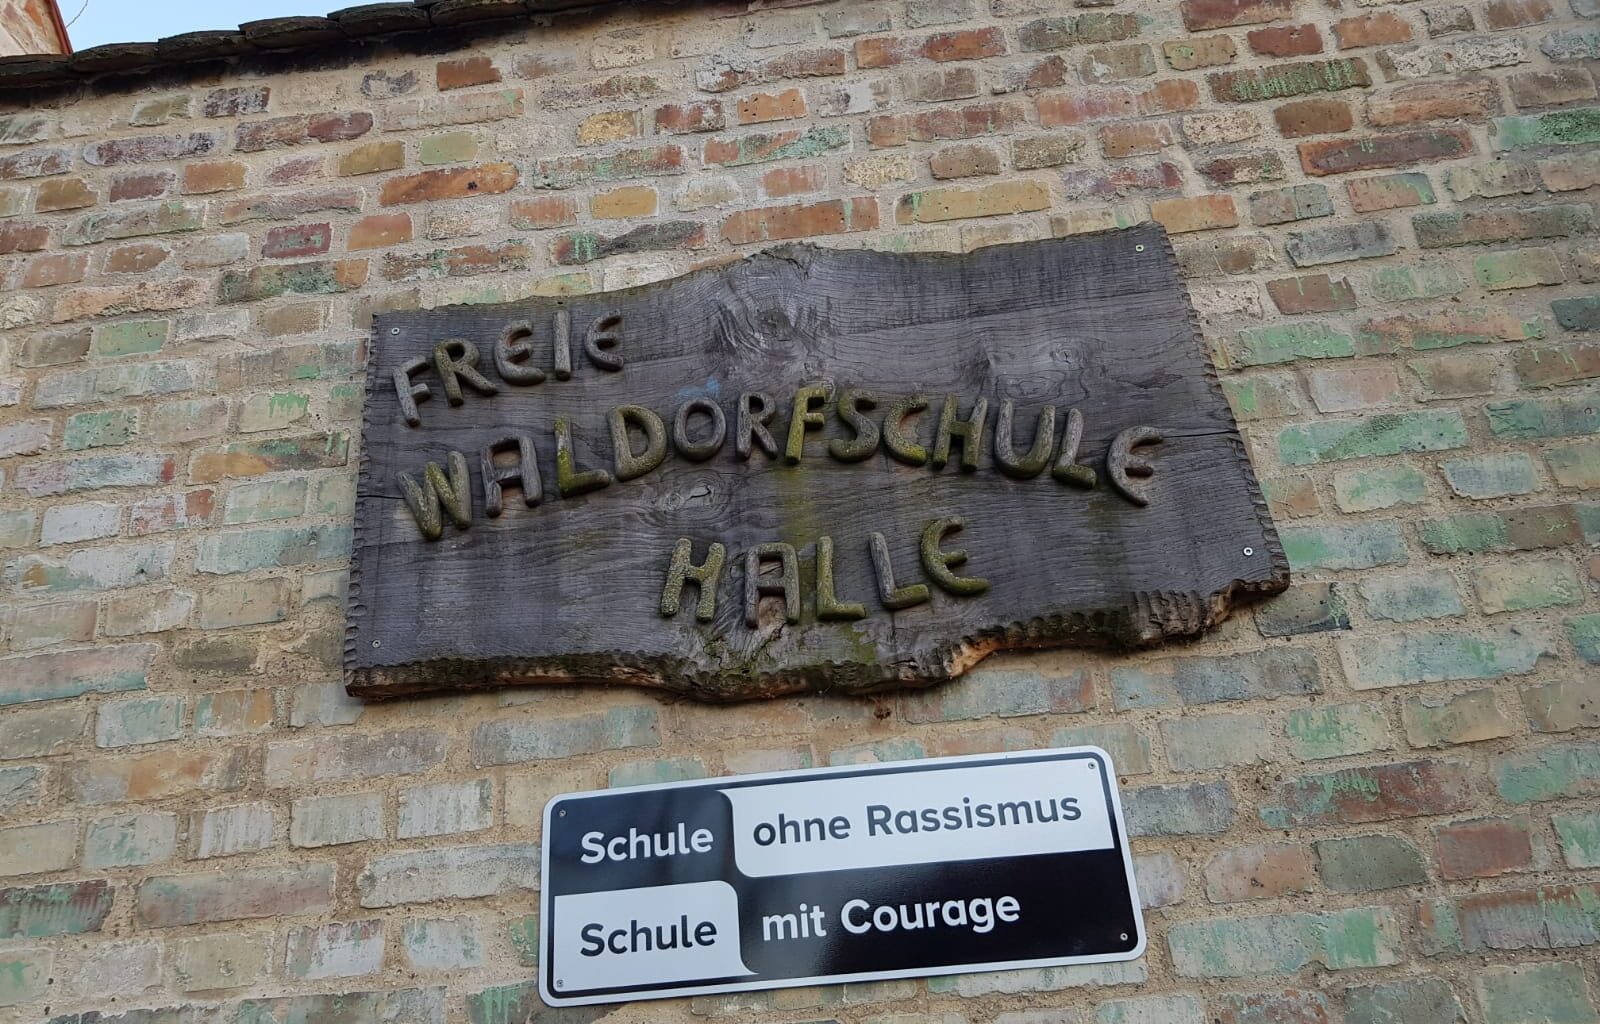 FREIE
WALDORFSCHULE
HALLE
Schule ohne Rassismus
Schule mit Courage